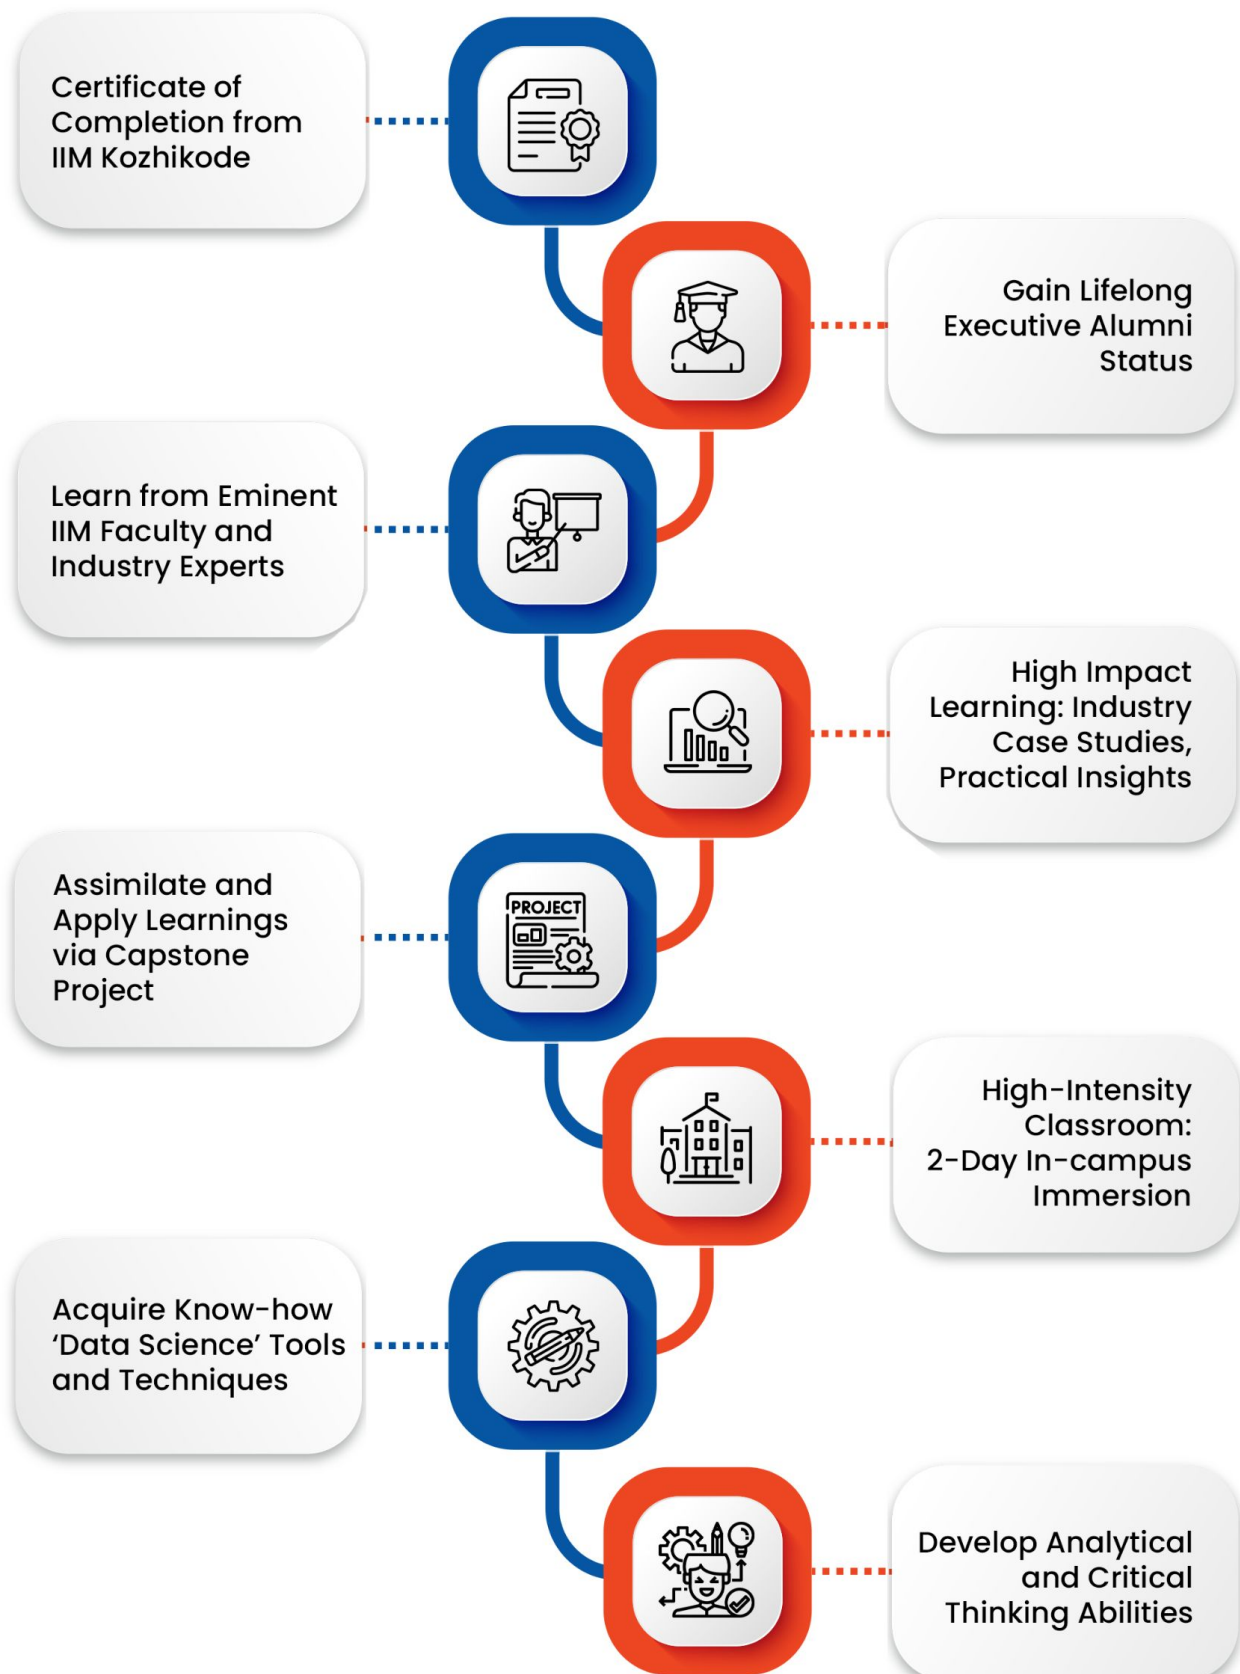 Certificate of
Completion from
IIM Kozhikode
Gain Lifelong
Executive Alumni
Status
Learn from Eminent
IIM Faculty and
Industry Experts
High Impact
Learning: Industry
Case Studies,
Practical Insights
Assimilate and
Apply Learnings
via Capstone
Project
PROJECT
High-Intensity
Classroom:
2-Day In-campus
Immersion
Acquire Know-how
‘Data Science’ Tools
and Techniques
Develop Analytical
and Critical
Thinking Abilities